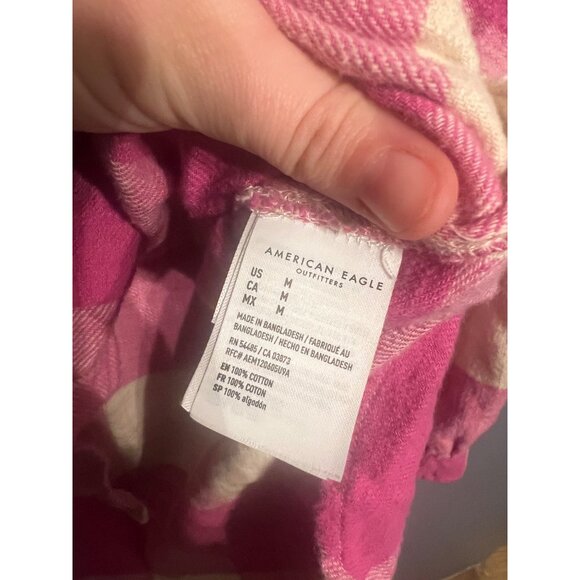 AMERICAN EAGLE
OUTFITTERS
US M
CA M
MX M
MADE IN BANGLADESH / FABRIQUÉ AU
BANGLADESH / HECHO EN BANGLADESH
RN 54485 / CA 03873
RFC# AEM120605U9A
EN 100% COTTON
FR 100% COTON
SP 100% algodón